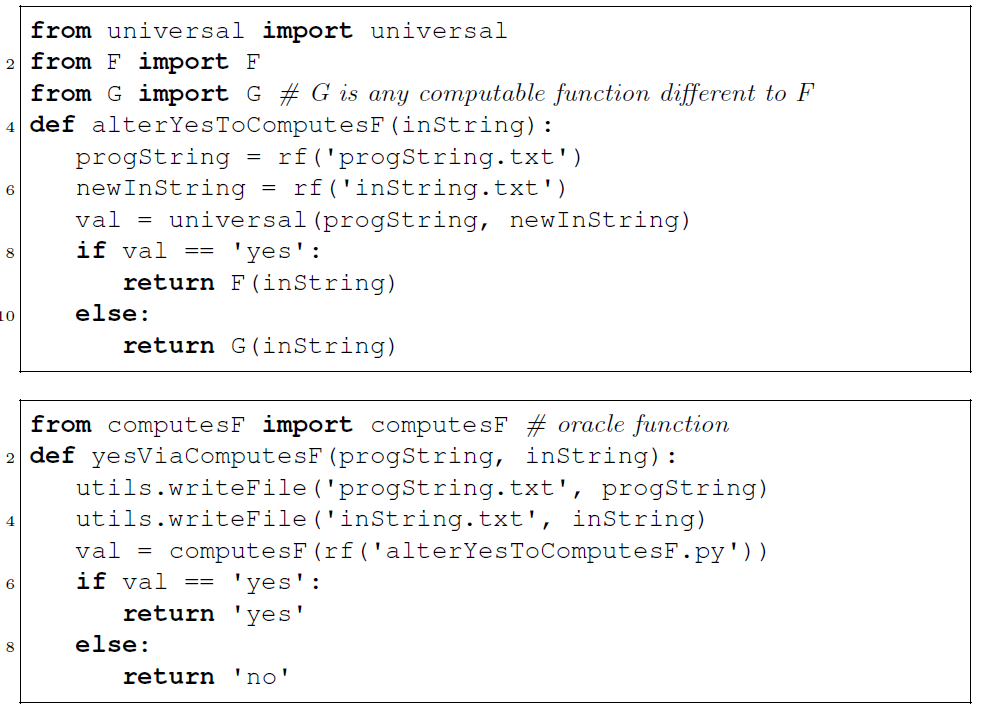 from universal import universal
2 from F import F
from G import G # G is any computable function different to F
4 def alterYesToComputesF(inString):
progString = rf('progString.txt')
6 newInString = rf('inString.txt')
val = universal(progString, newInString)
8 if val == 'yes':
return F(inString)
10 else:
return G(inString)
from computesF import computesF # oracle function
2 def yesViaComputesF(progString, inString):
utils.writeFile('progString.txt', progString)
4 utils.writeFile('inString.txt', inString)
val = computesF(rf('alterYesToComputesF.py'))
6 if val == 'yes':
return 'yes'
8 else:
return 'no'